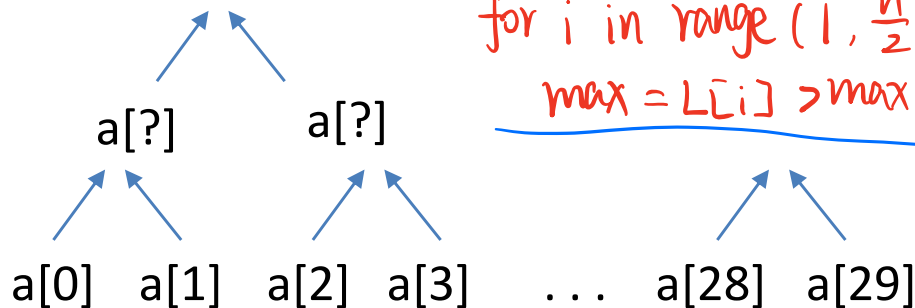 for i in range (1, n/2
max = L[i] > max
a[?] a[?]
a[0] a[1] a[2] a[3] ... a[28] a[29]